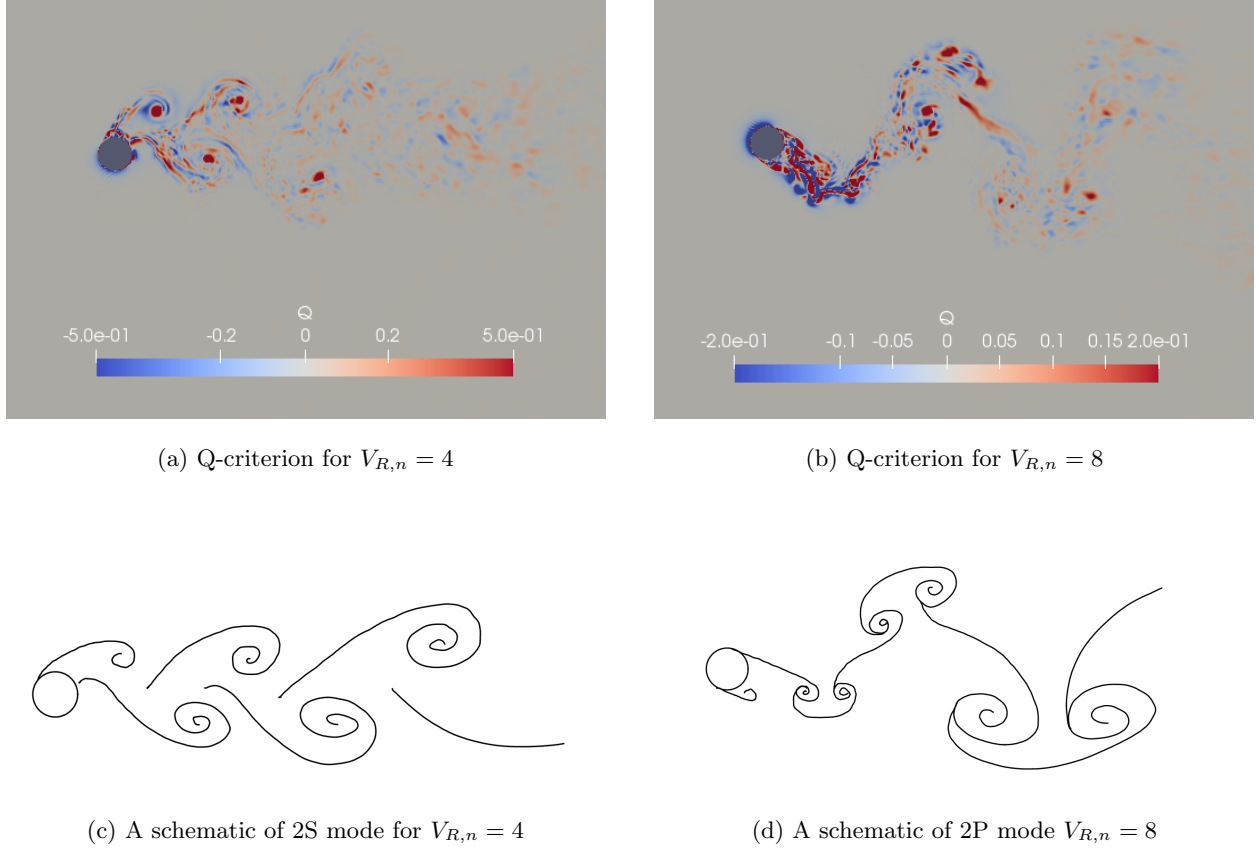 Q
-5.0e-01 -0.2 0 0.2 5.0e-01
Q
-2.0e-01 -0.1 -0.05 0 0.05 0.1 0.15 2.0e-01
(a) Q-criterion for V_{R,n} = 4
(b) Q-criterion for V_{R,n} = 8
(c) A schematic of 2S mode for V_{R,n} = 4
(d) A schematic of 2P mode V_{R,n} = 8